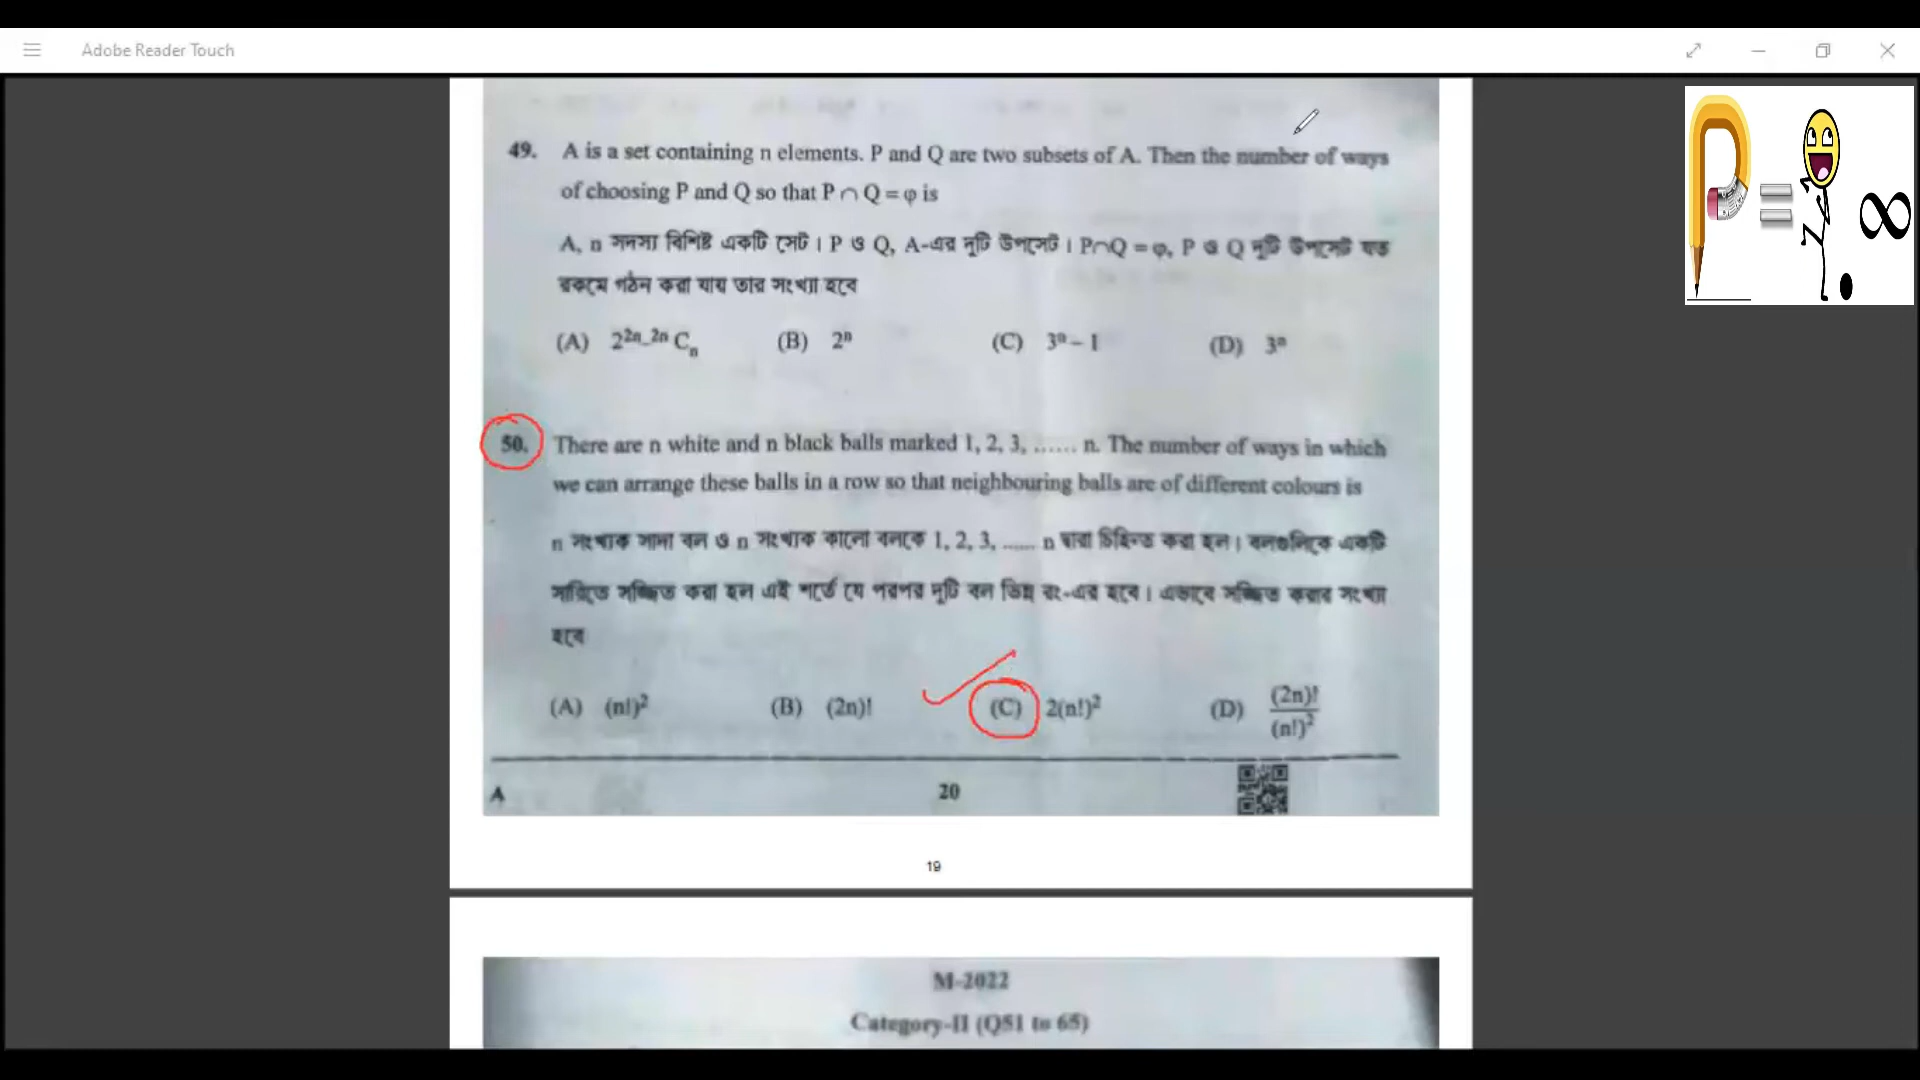 Adobe Reader Touch
49. A is a set containing n elements. P and Q are two subsets of A. Then the number of ways
of choosing P and Q so that P ∩ Q = φ is
A, n সদস্য বিশিষ্ট একটি সেট। P ও Q, A-এর দুটি উপসেট। P∩Q = φ, P ও Q দুটি উপসেট যত
রকমে গঠন করা যায় তার সংখ্যা হবে
(A) 2²ⁿ⁻²ⁿCₙ (B) 2ⁿ (C) 3ⁿ – 1 (D) 3ⁿ
50. There are n white and n black balls marked 1, 2, 3, ...... n. The number of ways in which
we can arrange these balls in a row so that neighbouring balls are of different colours is
n সংখ্যক সাদা বল ও n সংখ্যক কালো বলকে 1, 2, 3, ...... n দ্বারা চিহ্নিত করা হল। বলগুলিকে একটি
সারিতে সজ্জিত করা হল এই শর্তে যে পরপর দুটি বল ভিন্ন রং-এর হবে। এভাবে সজ্জিত করার সংখ্যা
হবে
(A) (n!)² (B) (2n)! (C) 2(n!)² (D) (2n)!/(n!)²
A 20
19
M-2022
Category-II (Q51 to 65)
P = ∞